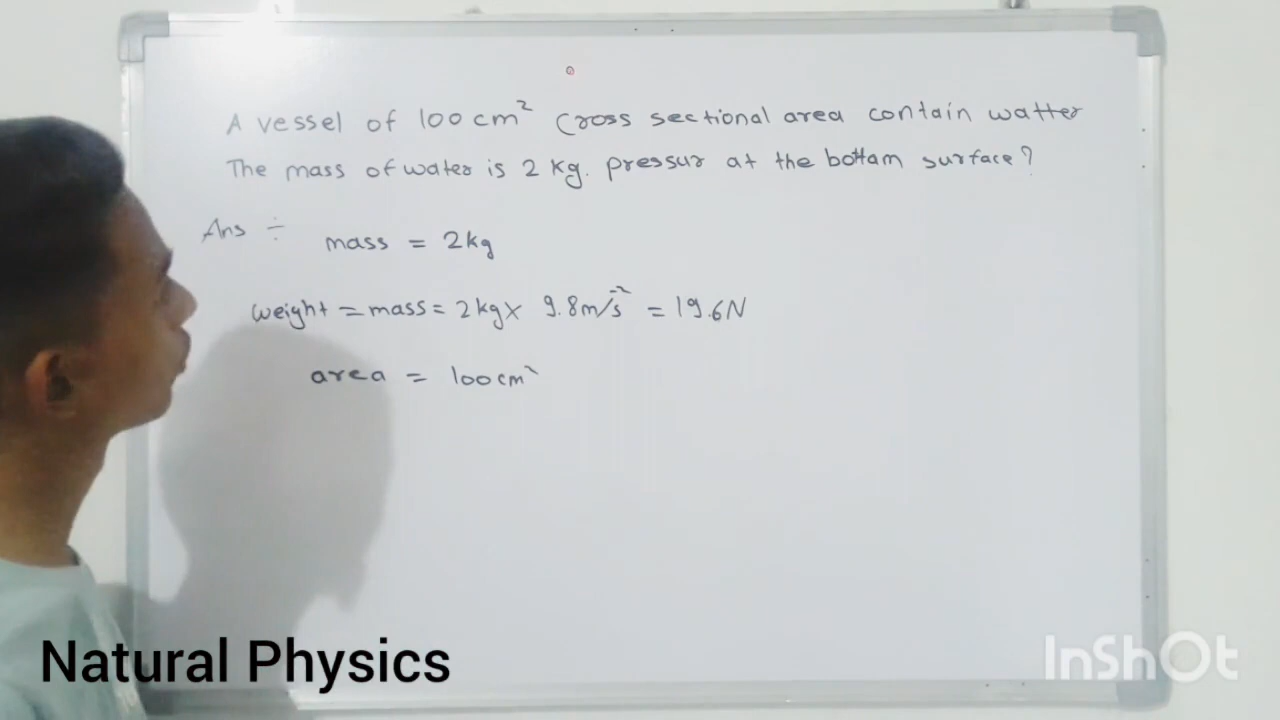 A vessel of 100 cm² Cross sectional area contain watter
The mass of water is 2 kg. pressur at the bottam surface?
Ans ÷ mass = 2kg
weight = mass = 2kg× 9.8m/s⁻² = 19.6N
area = 100cm²
Natural Physics
InShOt